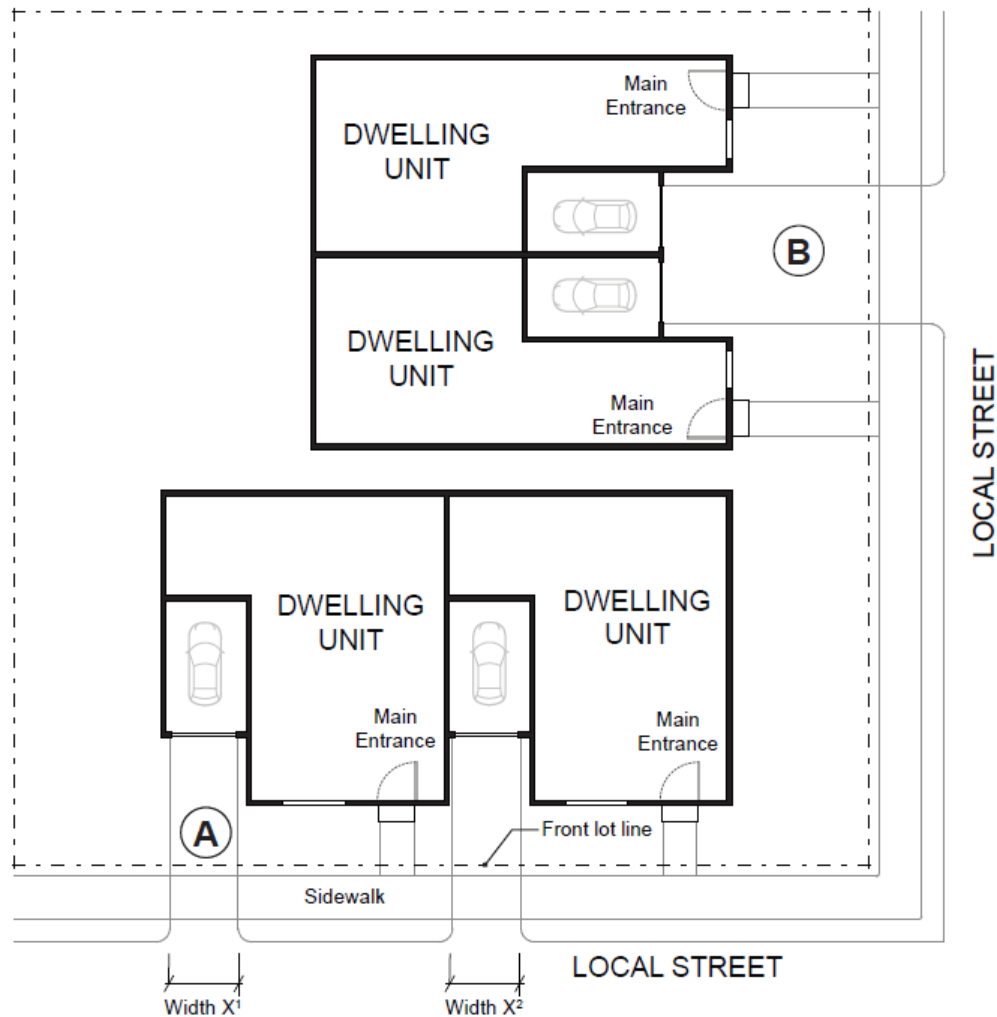 Main
Entrance
DWELLING
UNIT
B
DWELLING
UNIT
Main
Entrance
LOCAL STREET
DWELLING
UNIT
DWELLING
UNIT
Main
Entrance
Main
Entrance
A
Front lot line
Sidewalk
LOCAL STREET
Width X¹
Width X²